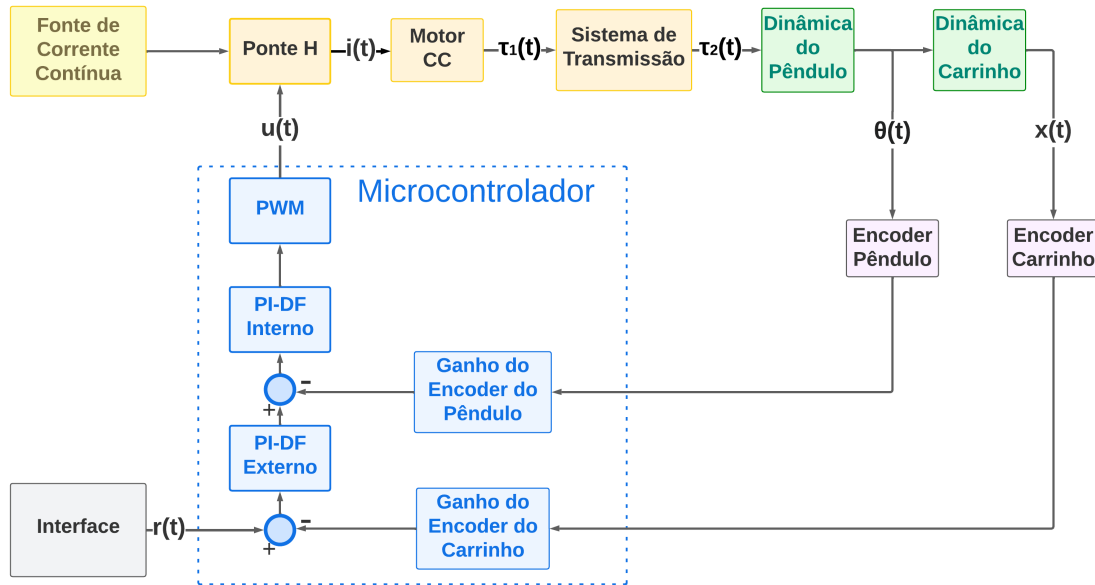 Fonte de
Corrente
Contínua
Ponte H
i(t)
Motor
CC
τ₁(t)
Sistema de
Transmissão
τ₂(t)
Dinâmica
do
Pêndulo
Dinâmica
do
Carrinho
u(t)
θ(t)
x(t)
Microcontrolador
PWM
Encoder
Pêndulo
Encoder
Carrinho
PI-DF
Interno
-
+
Ganho do
Encoder do
Pêndulo
PI-DF
Externo
Interface
r(t)
-
+
Ganho do
Encoder do
Carrinho